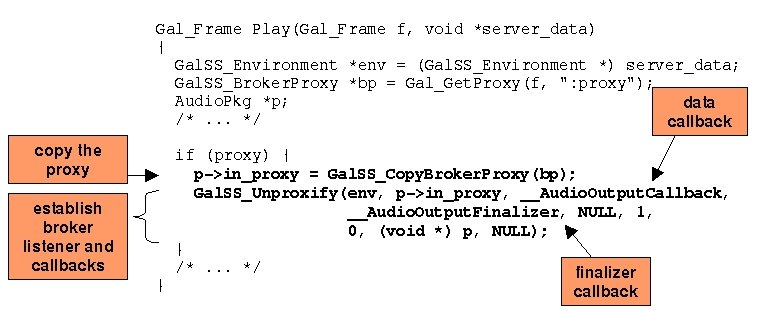 Gal_Frame Play(Gal_Frame f, void *server_data)
{
GalSS_Environment *env = (GalSS_Environment *) server_data;
GalSS_BrokerProxy *bp = Gal_GetProxy(f, ":proxy");
AudioPkg *p;
/* ... */
data
callback
if (proxy) {
copy the
proxy
p->in_proxy = GalSS_CopyBrokerProxy(bp);
GalSS_Unproxify(env, p->in_proxy, __AudioOutputCallback,
__AudioOutputFinalizer, NULL, 1,
0, (void *) p, NULL);
establish
broker
listener and
callbacks
}
/* ... */
}
finalizer
callback